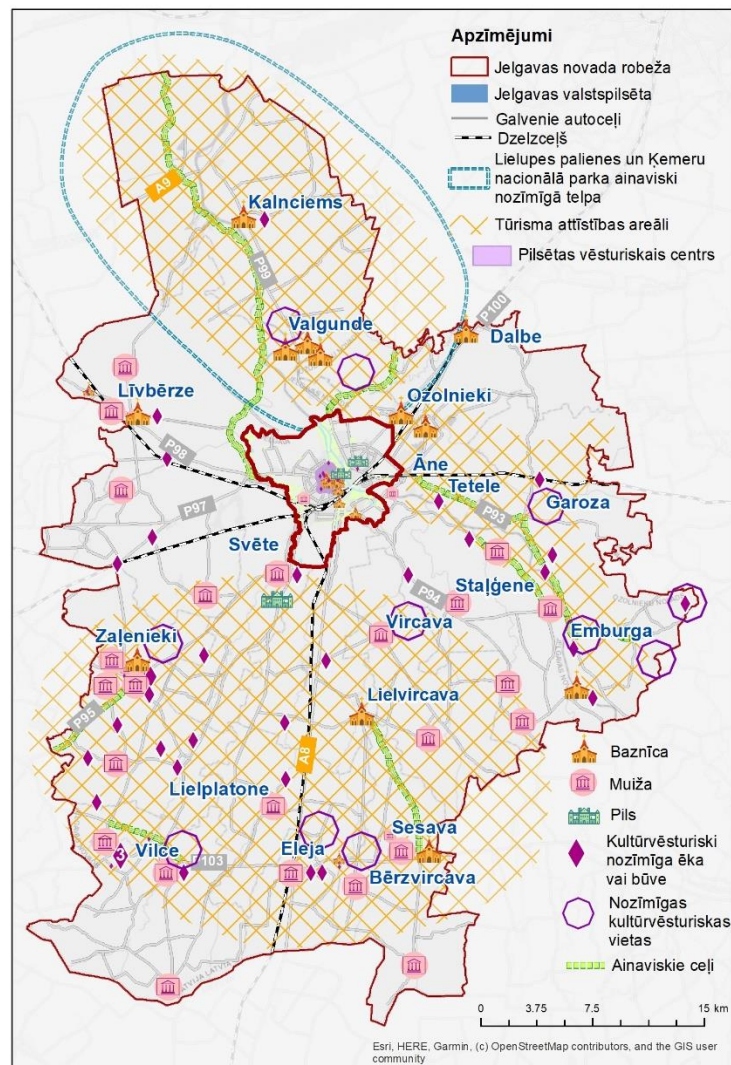 Apzīmējumi
Jelgavas novada robeža
Jelgavas valstspilsēta
Galvenie autoceļi
Dzelzceļš
Lielupes palienes un Ķemeru
nacionālā parka ainaviski
nozīmīgā telpa
Tūrisma attīstības areāli
Pilsētas vēsturiskais centrs
A9
Kalnciems
P99
Valgunde
P100
Dalbe
Līvbērze
Ozolnieki
P98
Āne
Tetele
P93
Garoza
P97
Svēte
Staļģene
P94
Vircava
Emburga
Zaļenieki
Lielvircava
P95
A8
Lielplatone
Sesava
Eleja
3
Vilce
P103
Bērzvircava
Baznīca
Muiža
Pils
Kultūrvēsturiski
nozīmīga ēka
vai būve
Nozīmīgas
kultūrvēsturiskas
vietas
Ainaviskie ceļi
0 3.75 7.5 15 km
Esri, HERE, Garmin, (c) OpenStreetMap contributors, and the GIS user
community